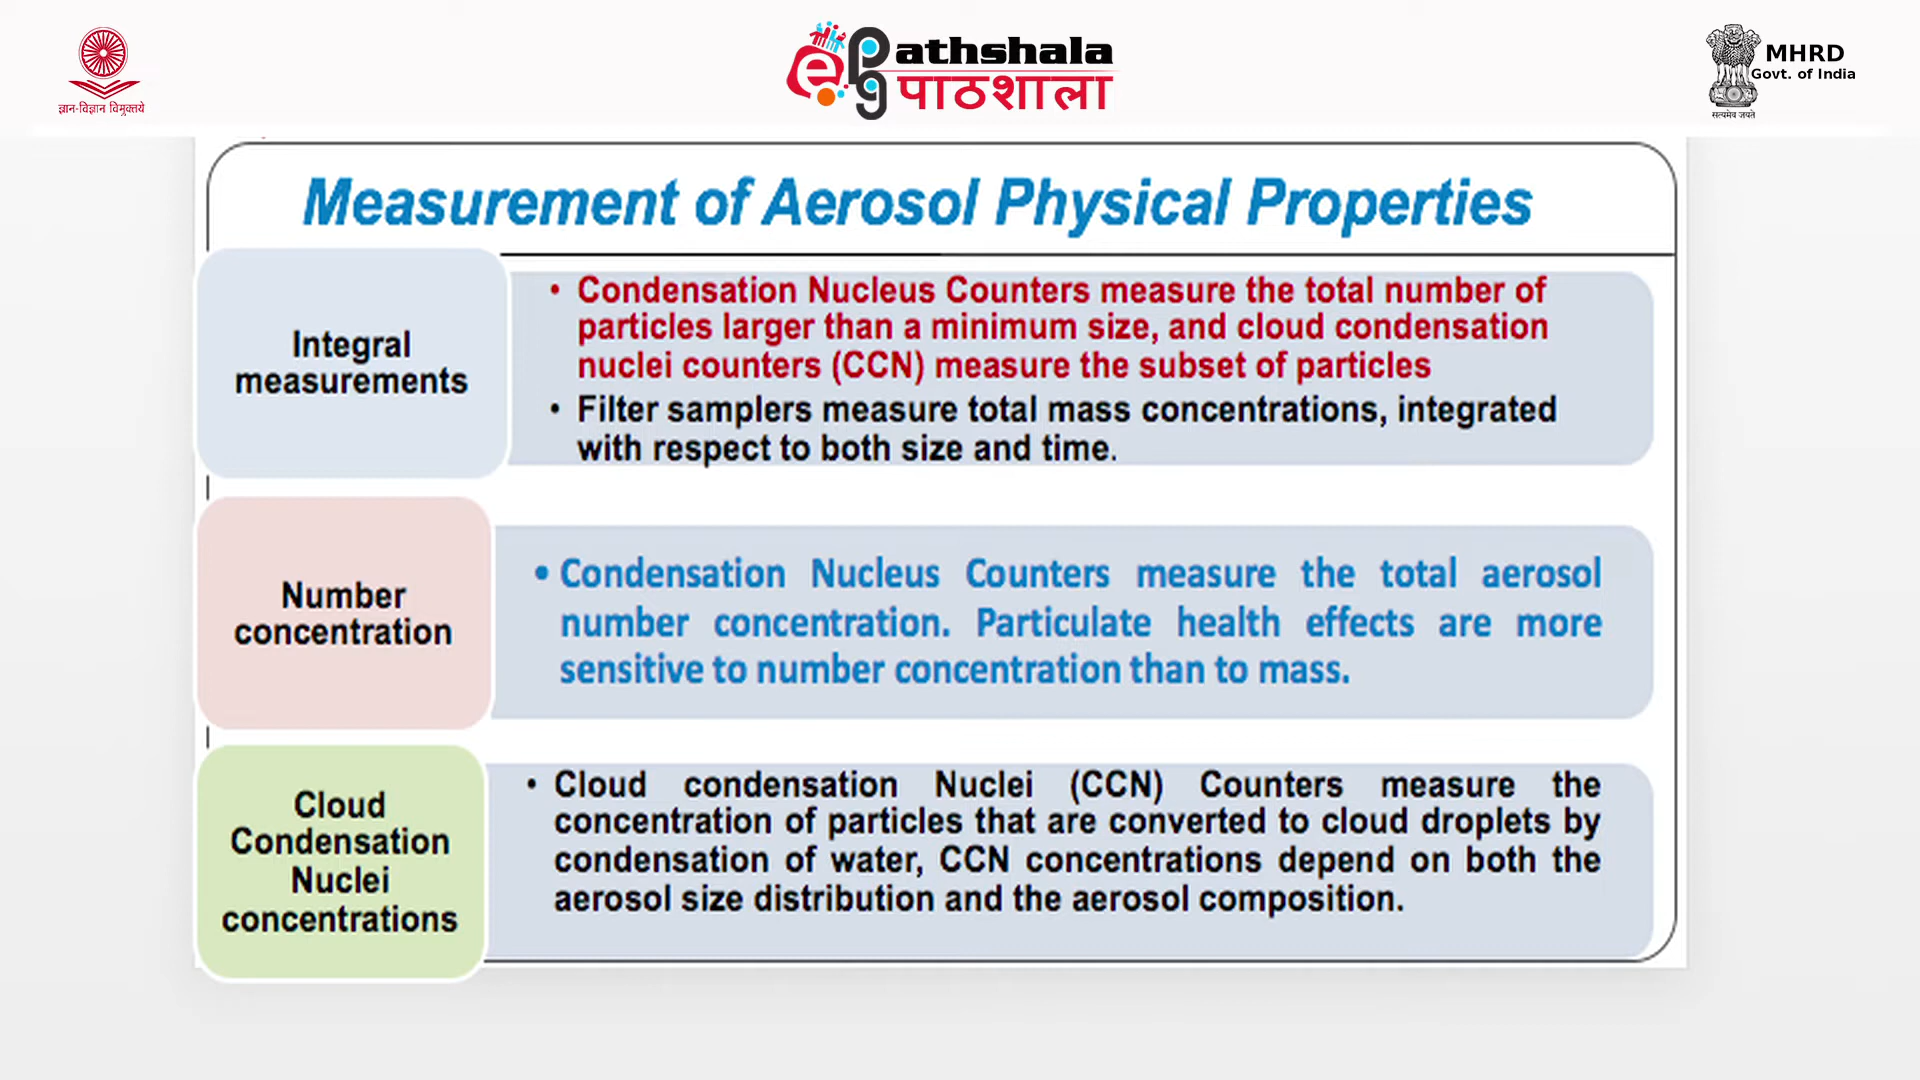 ज्ञान-विज्ञान विमुक्तये
ePathshala
पाठशाला
MHRD
Govt. of India
सत्यमेव जयते
Measurement of Aerosol Physical Properties
Integral
measurements
• Condensation Nucleus Counters measure the total number of
particles larger than a minimum size, and cloud condensation
nuclei counters (CCN) measure the subset of particles
• Filter samplers measure total mass concentrations, integrated
with respect to both size and time.
Number
concentration
• Condensation Nucleus Counters measure the total aerosol
number concentration. Particulate health effects are more
sensitive to number concentration than to mass.
Cloud
Condensation
Nuclei
concentrations
• Cloud condensation Nuclei (CCN) Counters measure the
concentration of particles that are converted to cloud droplets by
condensation of water, CCN concentrations depend on both the
aerosol size distribution and the aerosol composition.